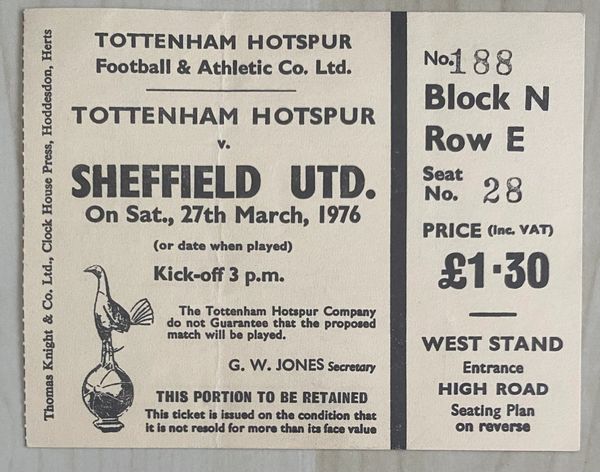 Thomas Knight & Co. Ltd., Clock House Press, Hoddesdon, Herts
TOTTENHAM HOTSPUR
Football & Athletic Co. Ltd.
TOTTENHAM HOTSPUR
v.
SHEFFIELD UTD.
On Sat., 27th March, 1976
(or date when played)
Kick-off 3 p.m.
The Tottenham Hotspur Company
do not Guarantee that the proposed
match will be played.
G. W. JONES Secretary
THIS PORTION TO BE RETAINED
This ticket is issued on the condition that
it is not resold for more than its face value
No. 188
Block N
Row E
Seat
No. 28
PRICE (Inc. VAT)
£1·30
WEST STAND
Entrance
HIGH ROAD
Seating Plan
on reverse